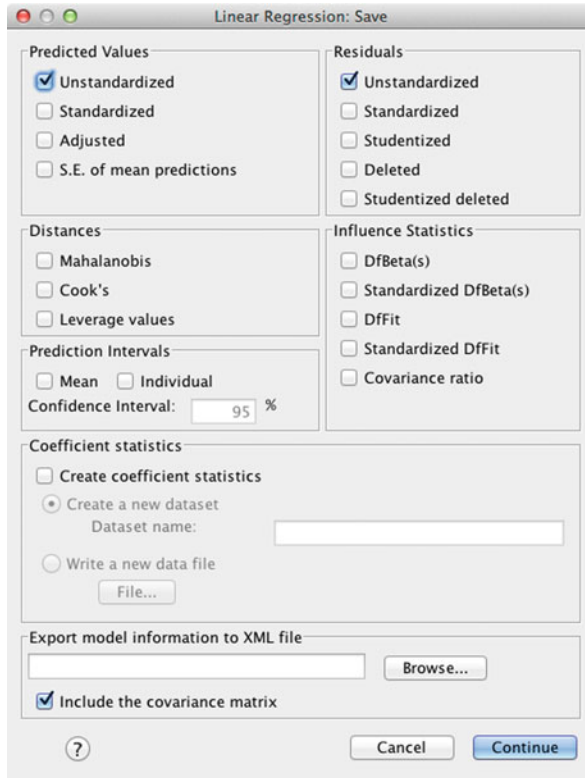 Linear Regression: Save
Predicted Values
Unstandardized
Standardized
Adjusted
S.E. of mean predictions
Residuals
Unstandardized
Standardized
Studentized
Deleted
Studentized deleted
Distances
Mahalanobis
Cook's
Leverage values
Influence Statistics
DfBeta(s)
Standardized DfBeta(s)
DfFit
Standardized DfFit
Covariance ratio
Prediction Intervals
Mean Individual
Confidence Interval: 95 %
Coefficient statistics
Create coefficient statistics
Create a new dataset
Dataset name:
Write a new data file
File...
Export model information to XML file
Browse...
Include the covariance matrix
? Cancel Continue